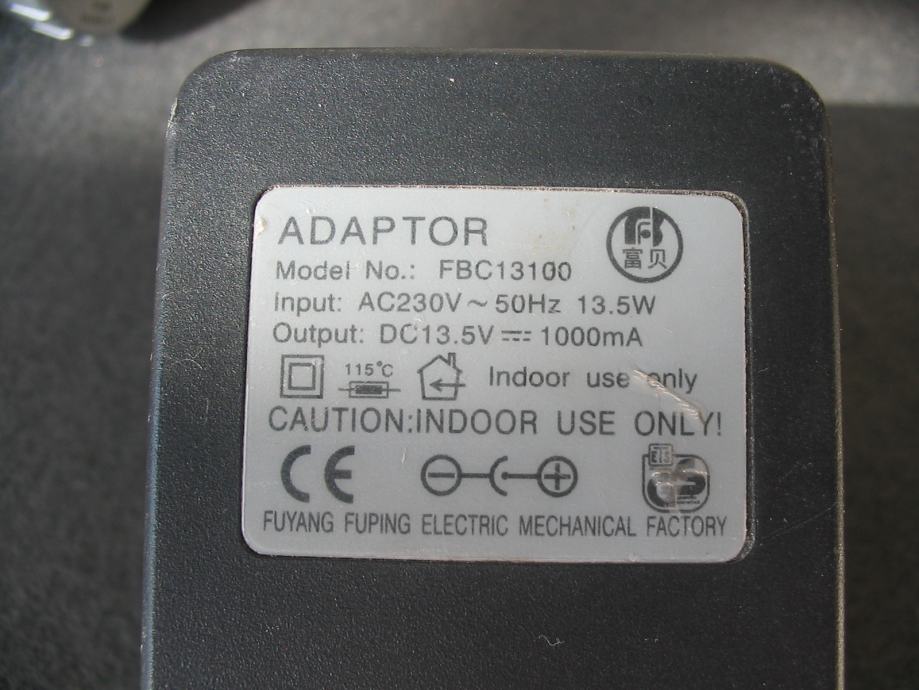 ADAPTOR
富贝
Model No.: FBC13100
Input: AC230V ~ 50Hz 13.5W
Output: DC13.5V ⎓ 1000mA
115°C
Indoor use only
CAUTION:INDOOR USE ONLY!
CE
FUYANG FUPING ELECTRIC MECHANICAL FACTORY